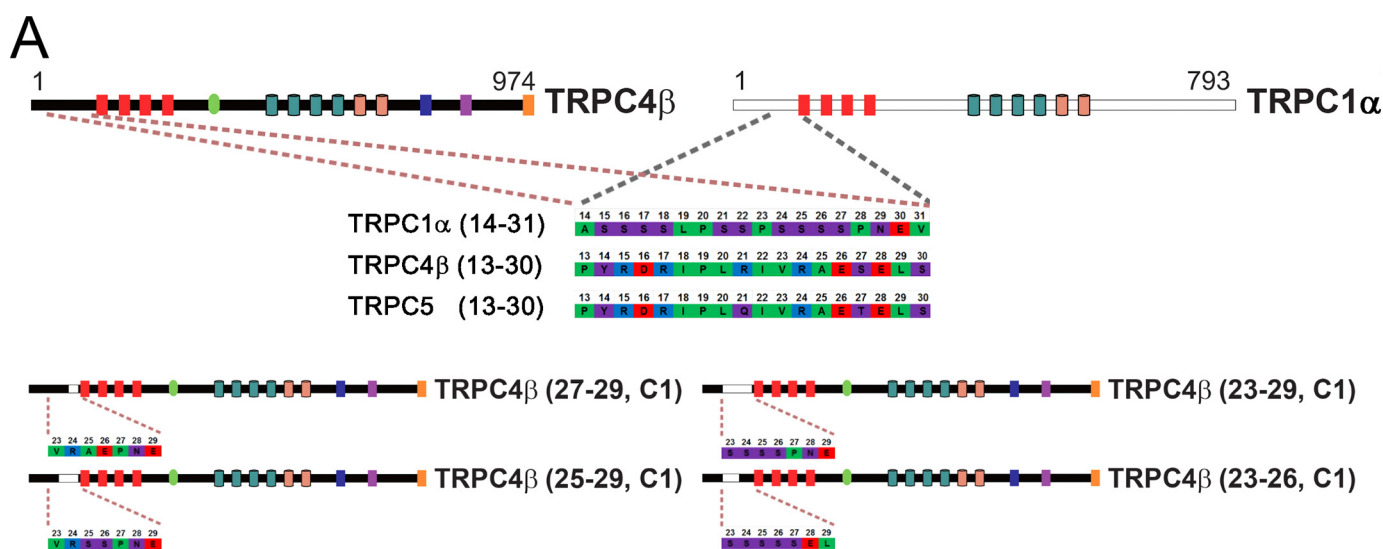 A
1 974 TRPC4β 1 793 TRPC1α
14 15 16 17 18 19 20 21 22 23 24 25 26 27 28 29 30 31
TRPC1α (14-31) A S S S S L P S S P S S S S P N E V
13 14 15 16 17 18 19 20 21 22 23 24 25 26 27 28 29 30
TRPC4β (13-30) P Y R D R I P L R I V R A E S E L S
13 14 15 16 17 18 19 20 21 22 23 24 25 26 27 28 29 30
TRPC5 (13-30) P Y R D R I P L Q I V R A E T E L S
TRPC4β (27-29, C1)
23 24 25 26 27 28 29
V R A E P N E
TRPC4β (25-29, C1)
23 24 25 26 27 28 29
V R S S P N E
TRPC4β (23-29, C1)
23 24 25 26 27 28 29
S S S S P N E
TRPC4β (23-26, C1)
23 24 25 26 27 28 29
S S S S S E L